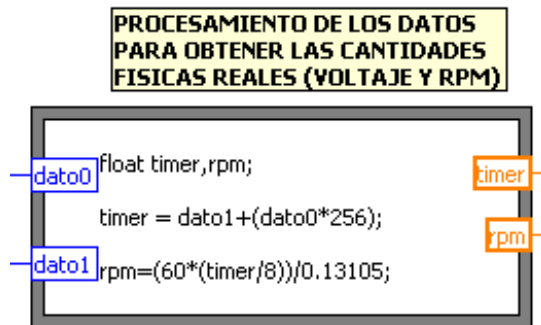 PROCESAMIENTO DE LOS DATOS
PARA OBTENER LAS CANTIDADES
FISICAS REALES (VOLTAJE Y RPM)
dato0
float timer,rpm;
timer
timer = dato1+(dato0*256);
rpm
dato1
rpm=(60*(timer/8))/0.13105;